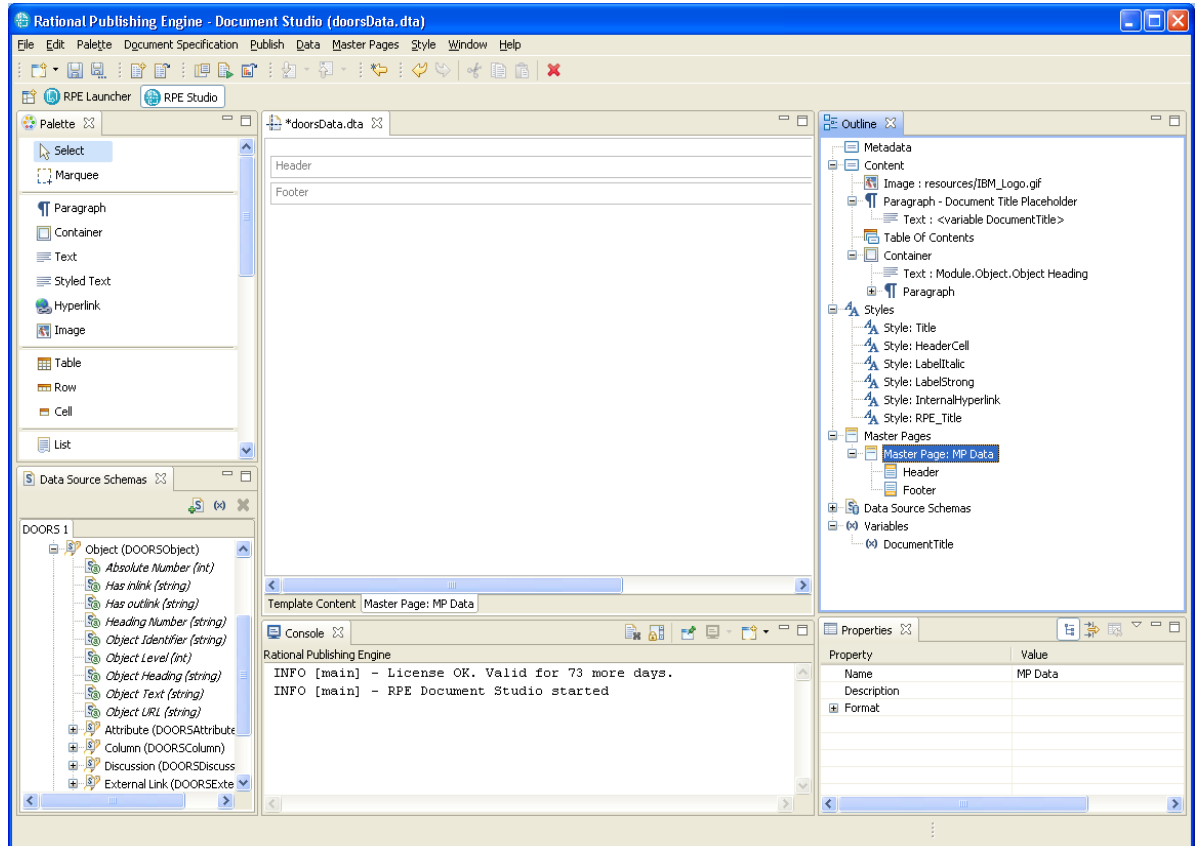 Rational Publishing Engine - Document Studio (doorsData.dta)
File Edit Palette Document Specification Publish Data Master Pages Style Window Help
RPE Launcher RPE Studio
Palette
Select
Marquee
Paragraph
Container
Text
Styled Text
Hyperlink
Image
Table
Row
Cell
List
Data Source Schemas
DOORS 1
Object (DOORSObject)
Absolute Number (int)
Has inlink (string)
Has outlink (string)
Heading Number (string)
Object Identifier (string)
Object Level (int)
Object Heading (string)
Object Text (string)
Object URL (string)
Attribute (DOORSAttribute
Column (DOORSColumn)
Discussion (DOORSDiscuss
External Link (DOORSExte
*doorsData.dta
Header
Footer
Template Content Master Page: MP Data
Console
Rational Publishing Engine
INFO [main] - License OK. Valid for 73 more days.
INFO [main] - RPE Document Studio started
Outline
Metadata
Content
Image : resources/IBM_Logo.gif
Paragraph - Document Title Placeholder
Text : <variable DocumentTitle>
Table Of Contents
Container
Text : Module.Object.Object Heading
Paragraph
Styles
Style: Title
Style: HeaderCell
Style: LabelItalic
Style: LabelStrong
Style: InternalHyperlink
Style: RPE_Title
Master Pages
Master Page: MP Data
Header
Footer
Data Source Schemas
Variables
DocumentTitle
Properties
Property Value
Name MP Data
Description
Format